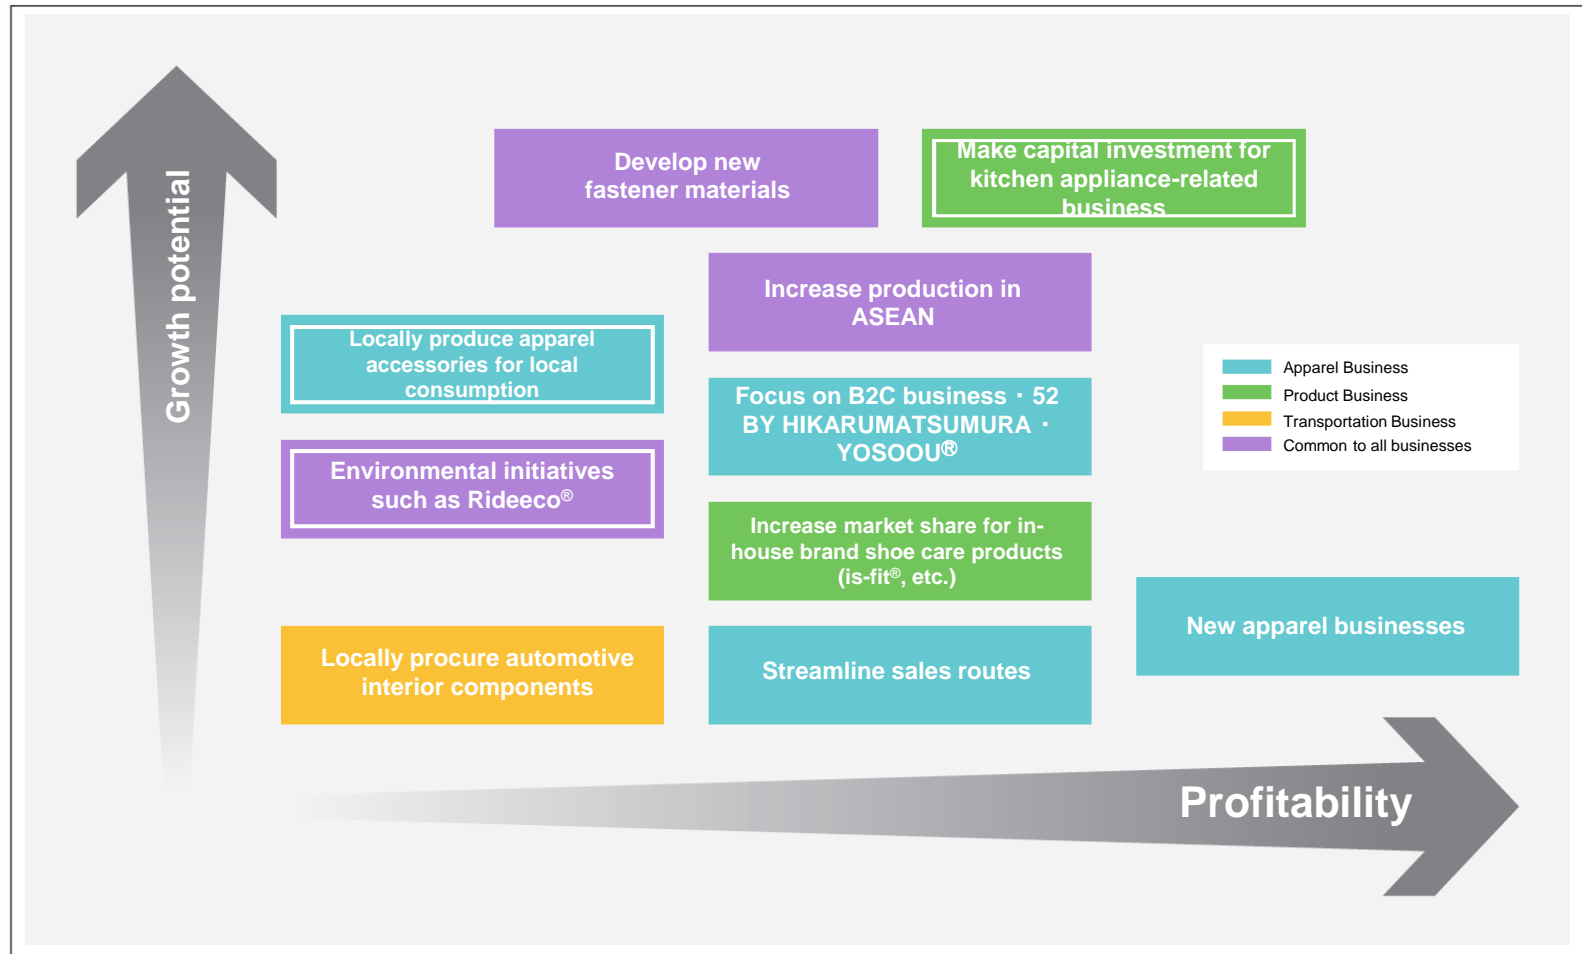 Growth potential
Develop new
fastener materials
Make capital investment for
kitchen appliance-related
business
Increase production in
ASEAN
Locally produce apparel
accessories for local
consumption
Focus on B2C business・52
BY HIKARUMATSUMURA・
YOSOOU®
Environmental initiatives
such as Rideeco®
Increase market share for in-
house brand shoe care products
(is-fit®, etc.)
New apparel businesses
Locally procure automotive
interior components
Streamline sales routes
Apparel Business
Product Business
Transportation Business
Common to all businesses
Profitability